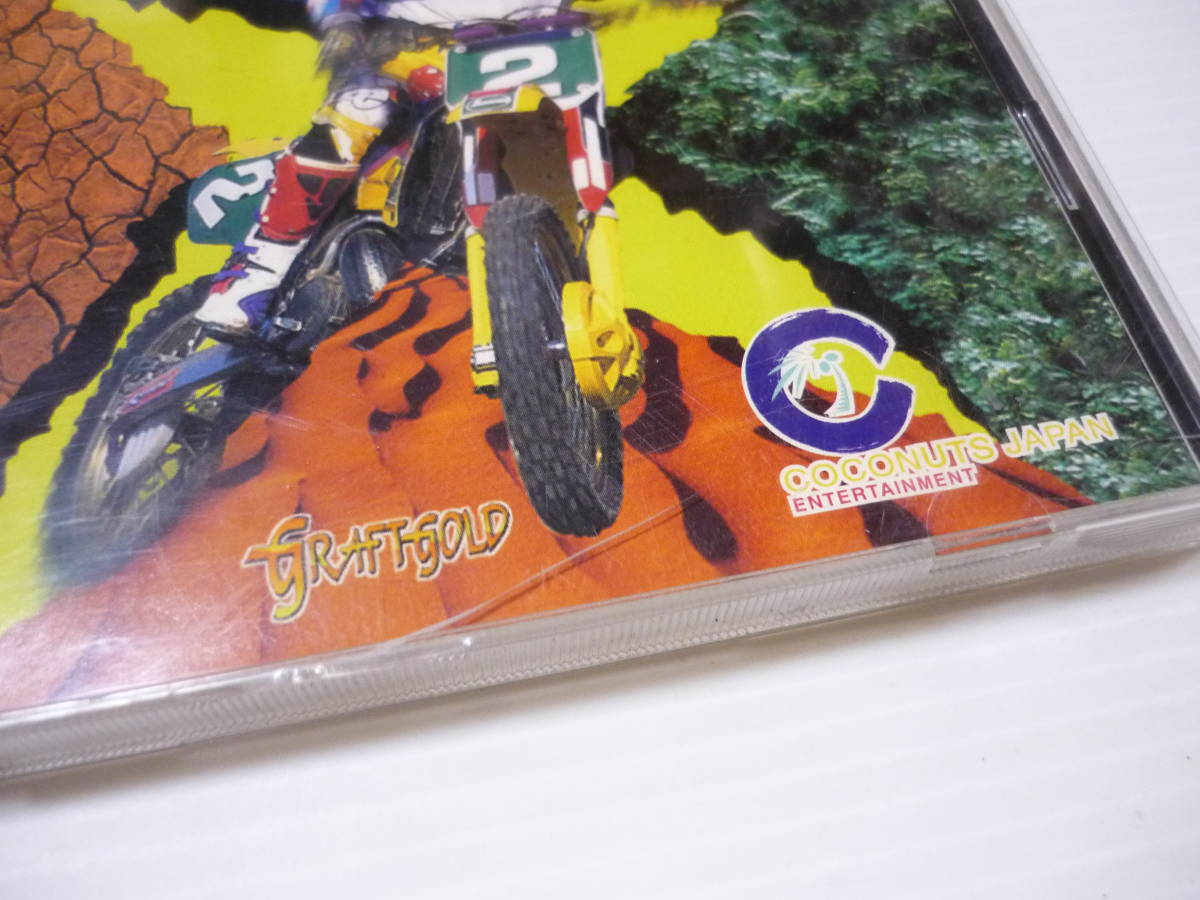 2
2
GRAFTGOLD
COCONUTS JAPAN
ENTERTAINMENT